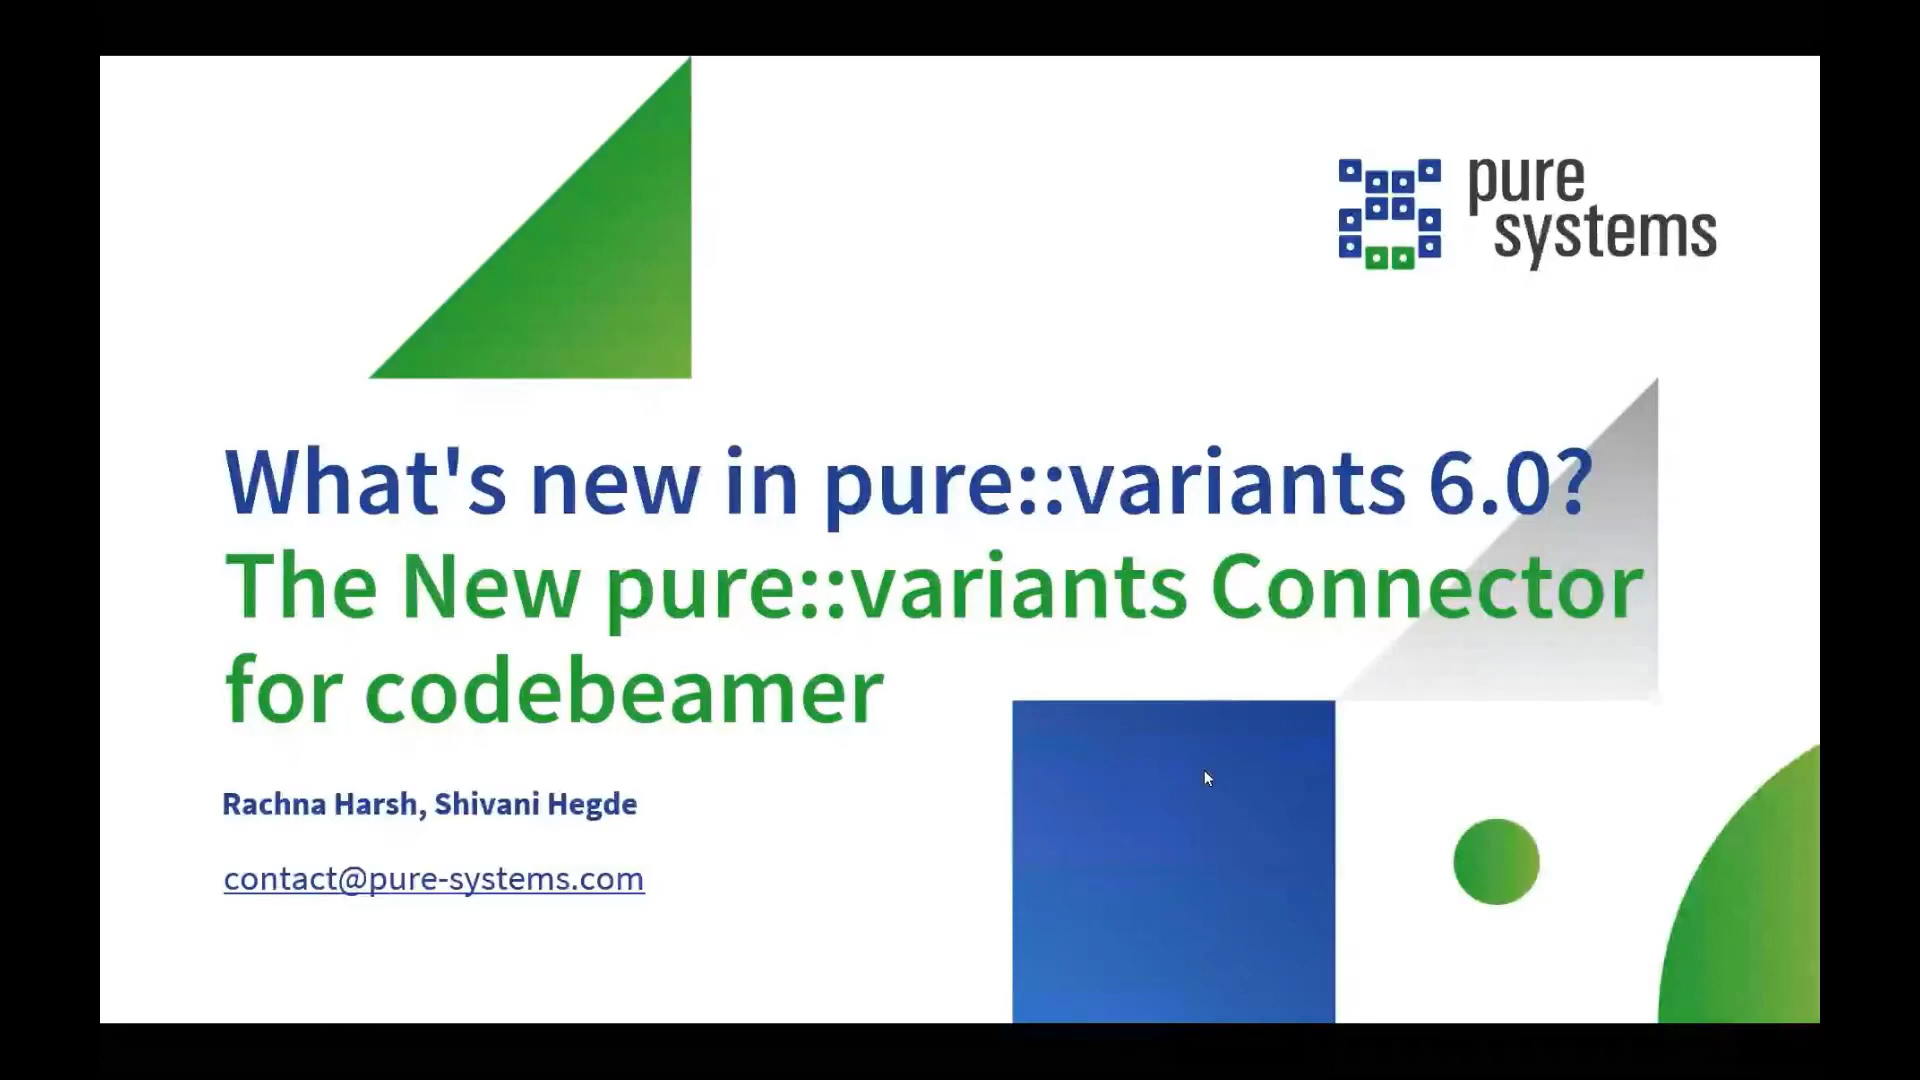 pure
systems
What's new in pure::variants 6.0?
The New pure::variants Connector
for codebeamer
Rachna Harsh, Shivani Hegde
contact@pure-systems.com